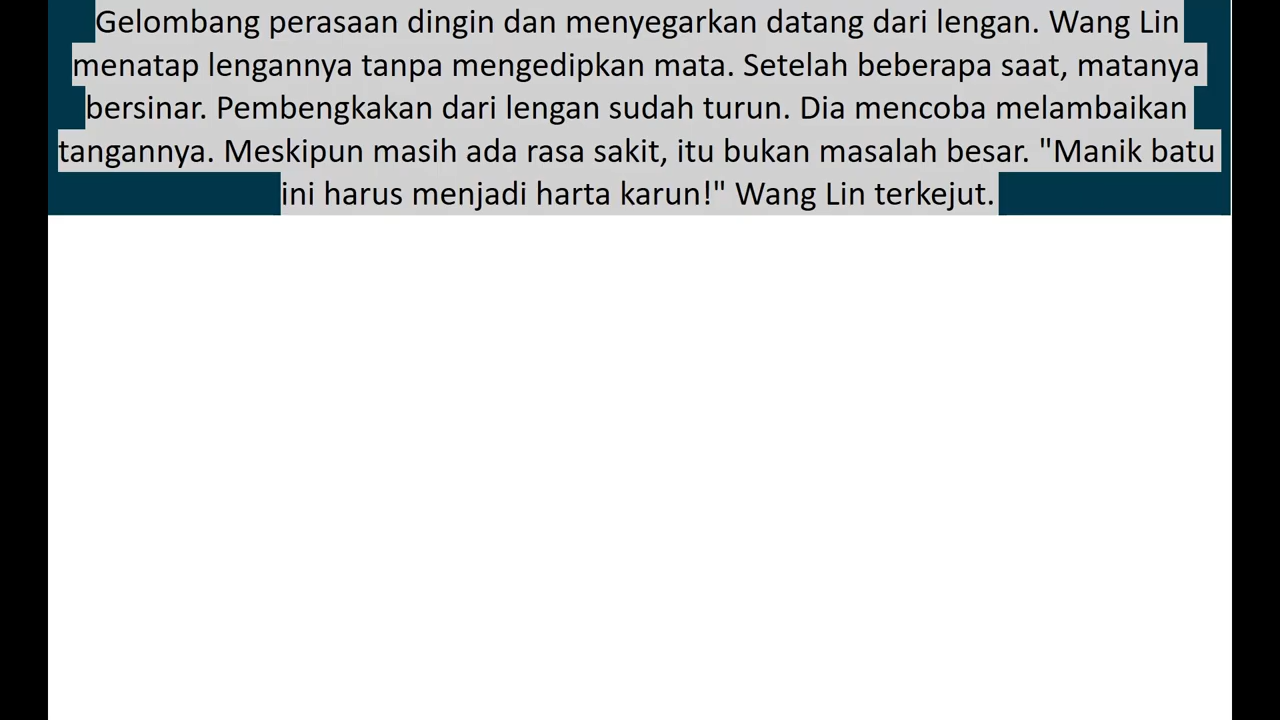 Gelombang perasaan dingin dan menyegarkan datang dari lengan. Wang Lin
menatap lengannya tanpa mengedipkan mata. Setelah beberapa saat, matanya
bersinar. Pembengkakan dari lengan sudah turun. Dia mencoba melambaikan
tangannya. Meskipun masih ada rasa sakit, itu bukan masalah besar. "Manik batu
ini harus menjadi harta karun!" Wang Lin terkejut.